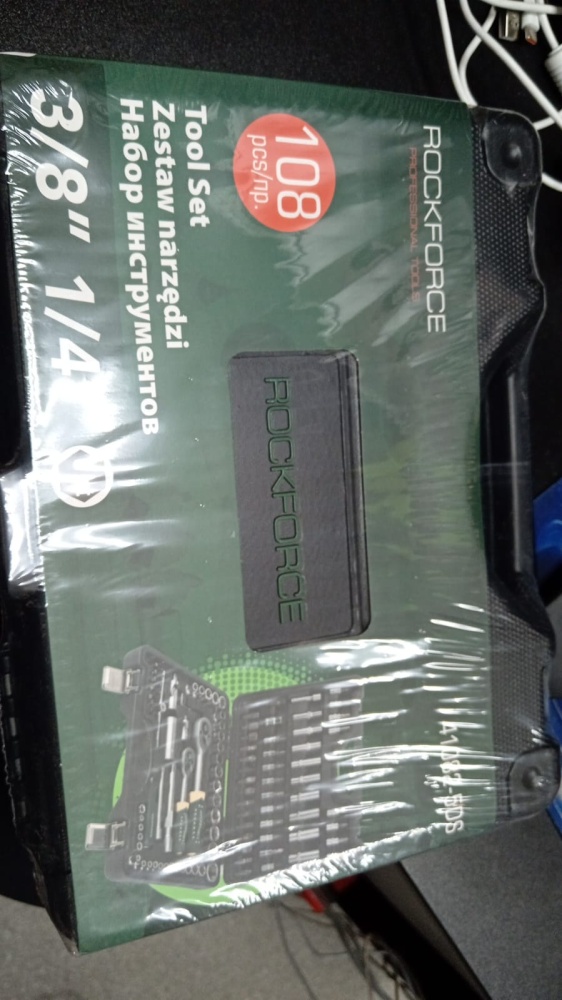 ROCKFORCE
PROFESSIONAL TOOLS
108
pcs/пр.
ROCKFORCE
Tool Set
Zestaw narzędzi
Набор инструментов
3/8" 1/4"